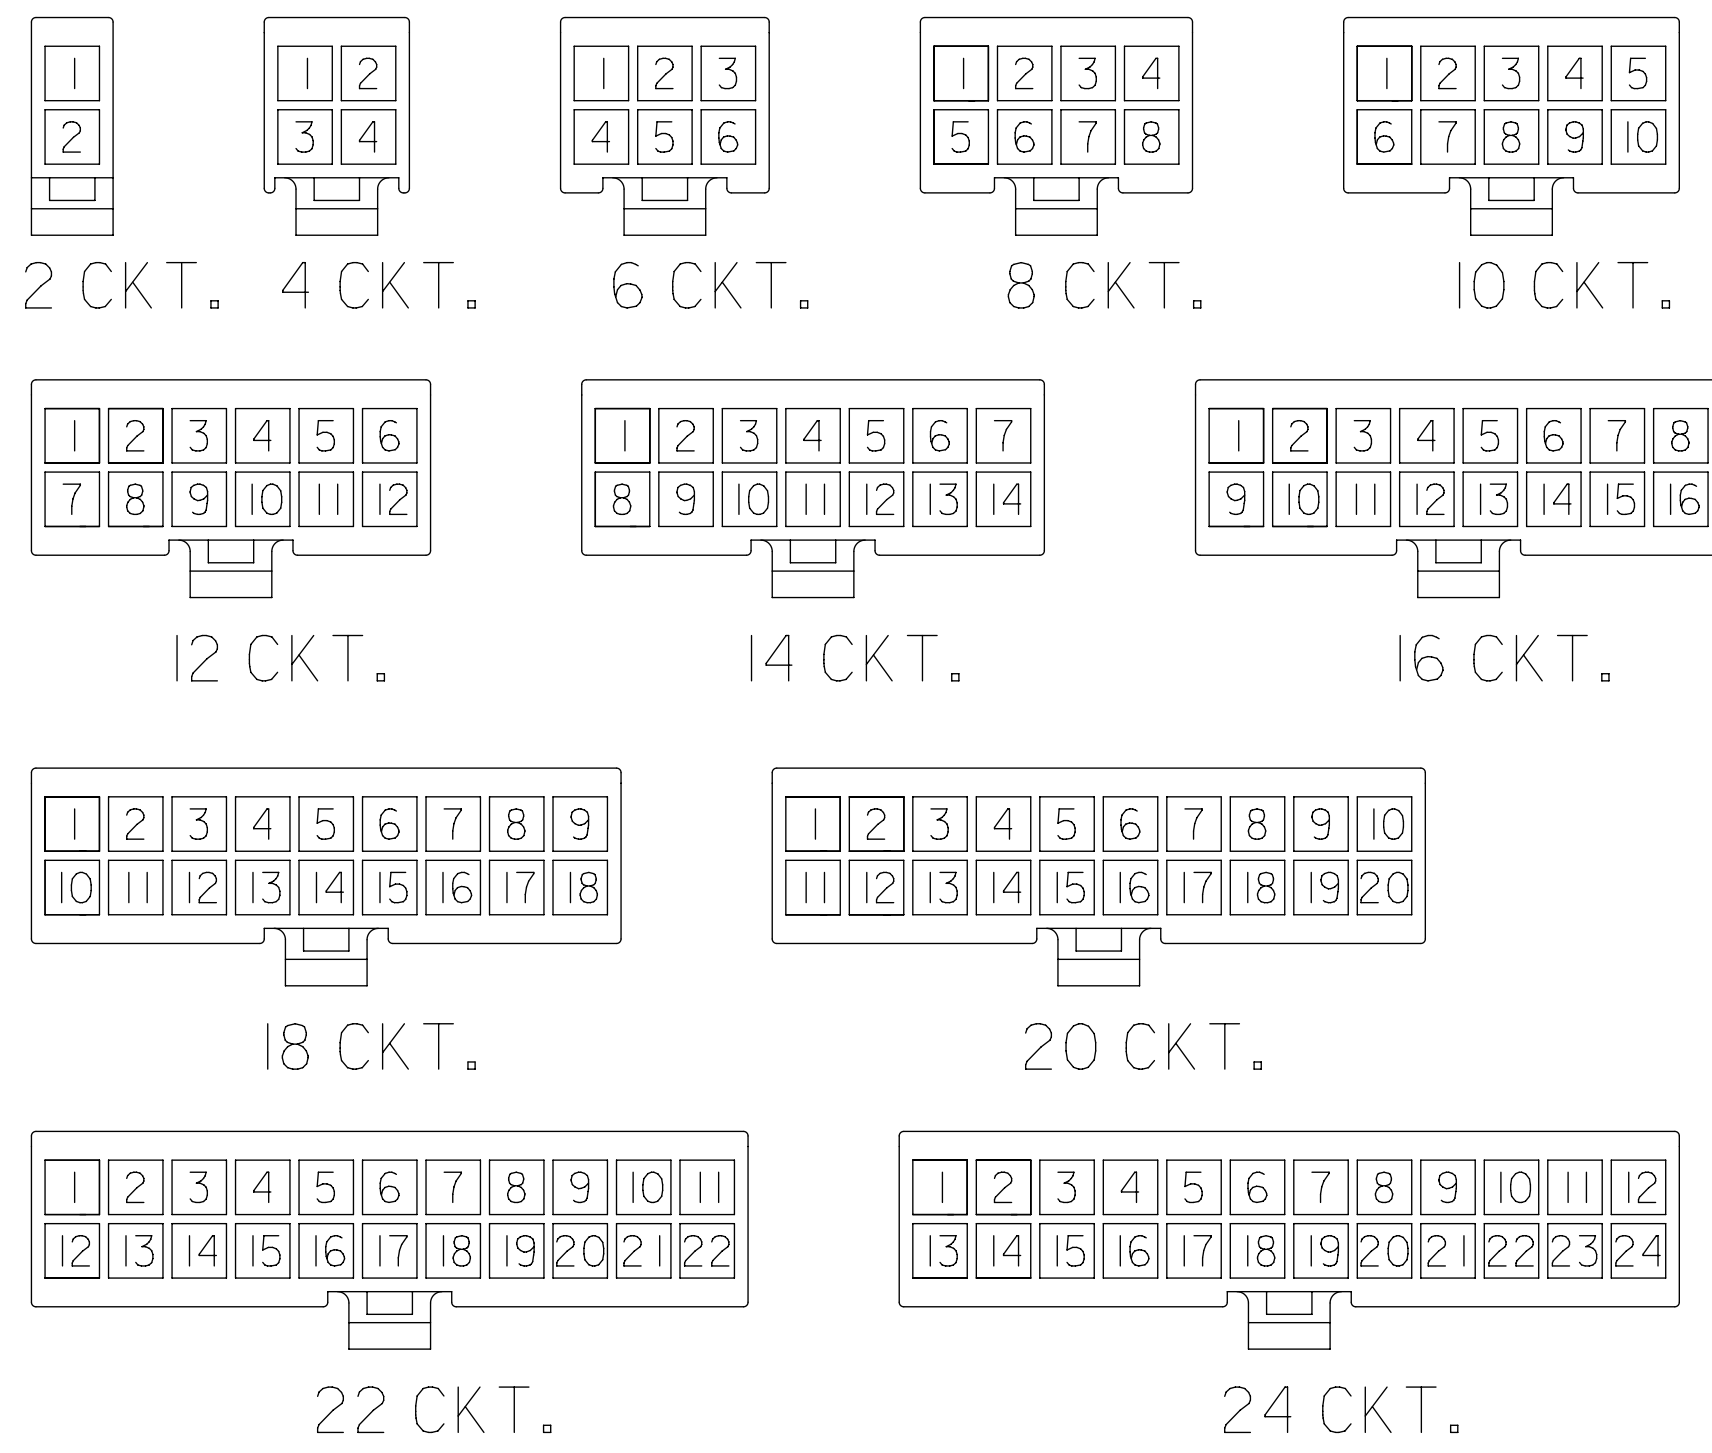 1 1 2 1 2 3 1 2 3 4 1 2 3 4 5
2 3 4 4 5 6 5 6 7 8 6 7 8 9 10
2 CKT. 4 CKT. 6 CKT. 8 CKT. 10 CKT.
1 2 3 4 5 6 1 2 3 4 5 6 7 1 2 3 4 5 6 7 8
7 8 9 10 11 12 8 9 10 11 12 13 14 9 10 11 12 13 14 15 16
12 CKT. 14 CKT. 16 CKT.
1 2 3 4 5 6 7 8 9 1 2 3 4 5 6 7 8 9 10
10 11 12 13 14 15 16 17 18 11 12 13 14 15 16 17 18 19 20
18 CKT. 20 CKT.
1 2 3 4 5 6 7 8 9 10 11 1 2 3 4 5 6 7 8 9 10 11 12
12 13 14 15 16 17 18 19 20 21 22 13 14 15 16 17 18 19 20 21 22 23 24
22 CKT. 24 CKT.